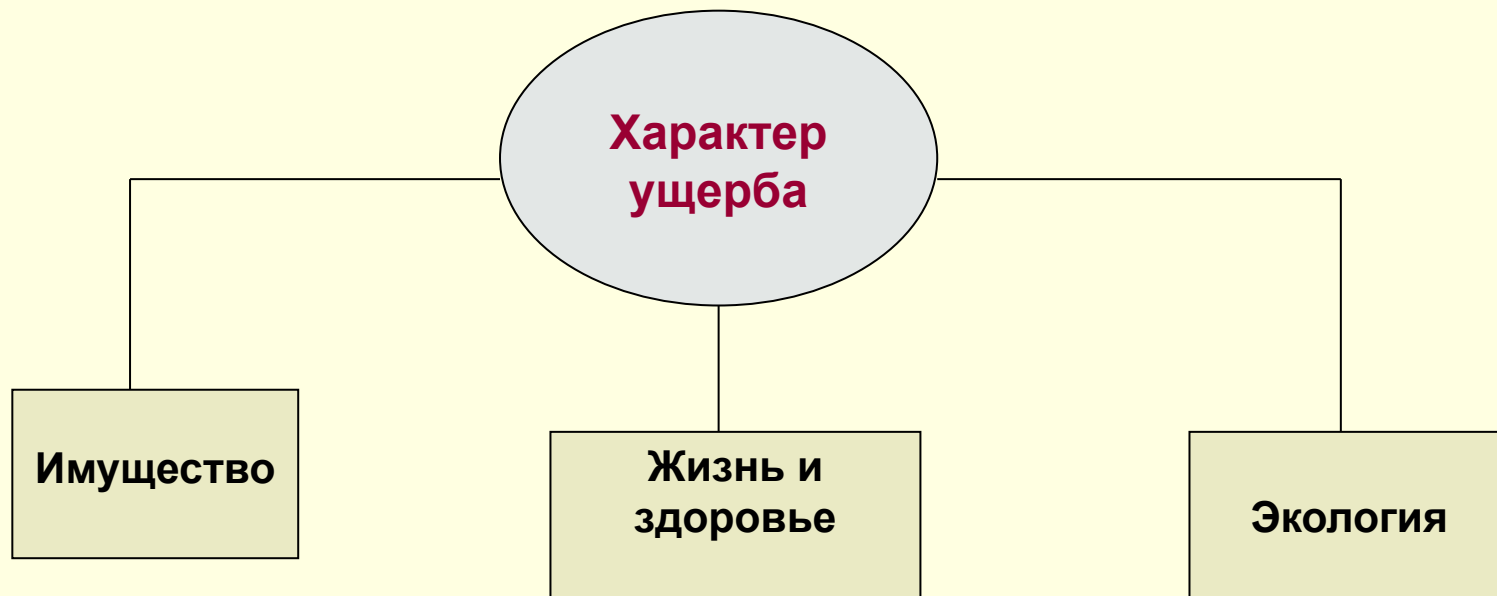 Характер
ущерба
Имущество
Жизнь и
здоровье
Экология